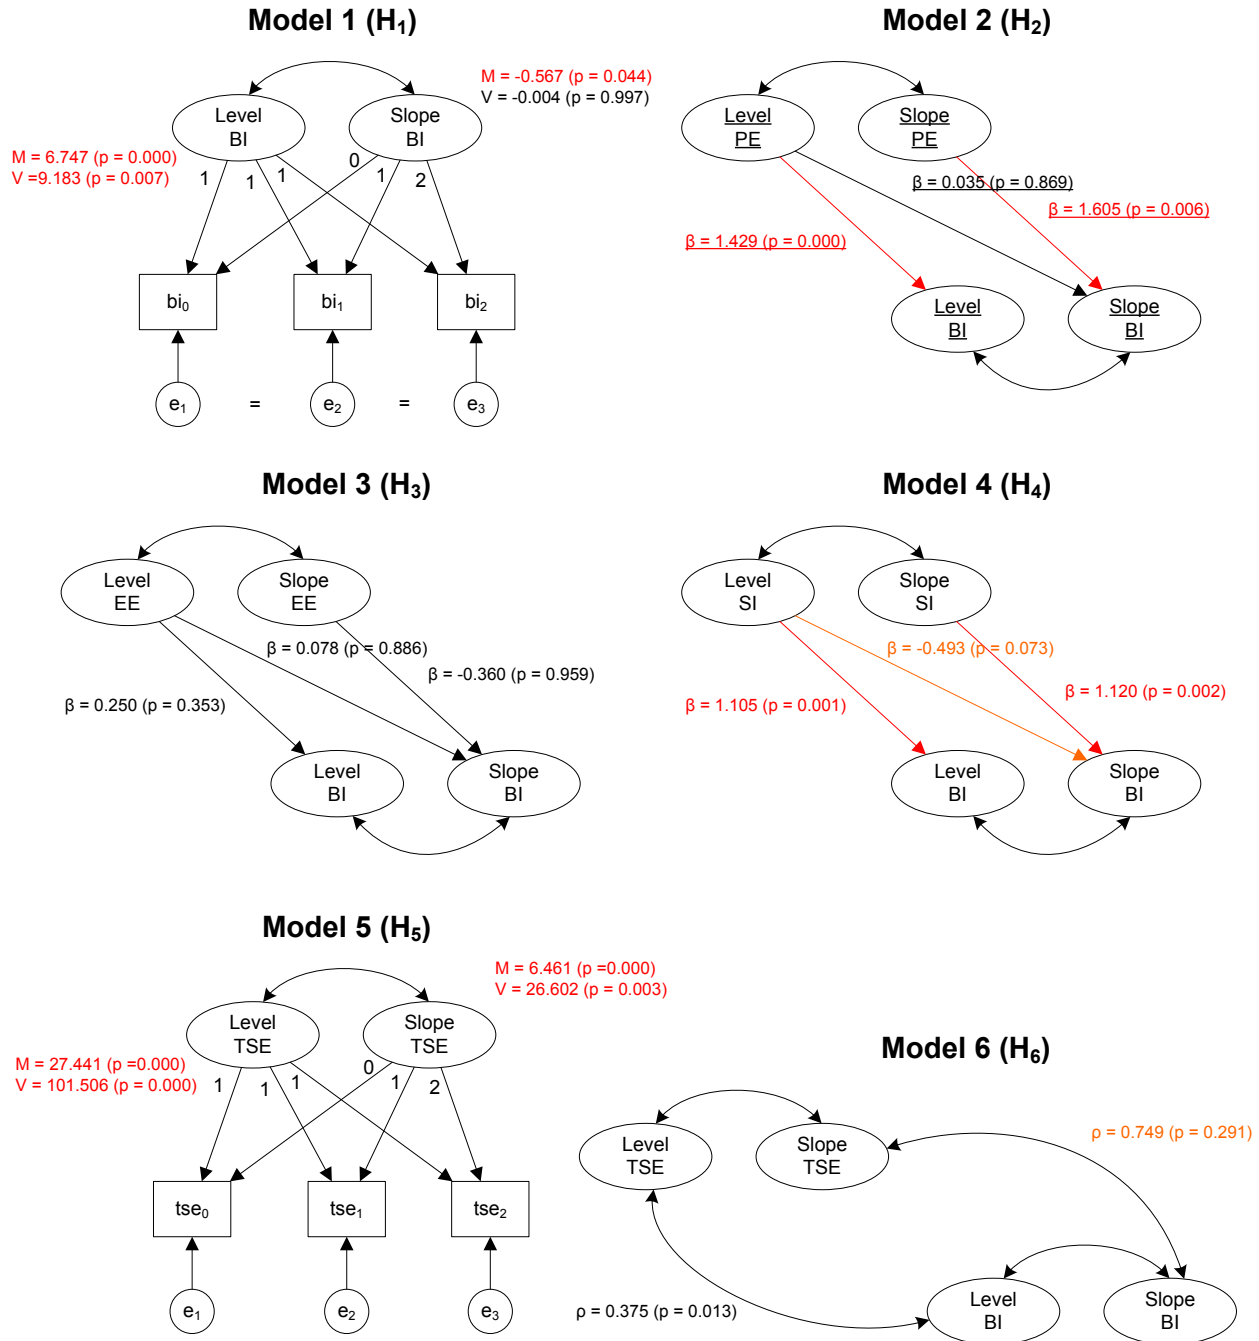 Model 1 (H₁)
M = -0.567 (p = 0.044)
V = -0.004 (p = 0.997)
Level
BI
Slope
BI
M = 6.747 (p = 0.000)
V =9.183 (p = 0.007)
1
1
1
0
1
2
bi₀
bi₁
bi₂
e₁
=
e₂
=
e₃
Model 2 (H₂)
Level
PE
Slope
PE
β = 0.035 (p = 0.869)
β = 1.605 (p = 0.006)
β = 1.429 (p = 0.000)
Level
BI
Slope
BI
Model 3 (H₃)
Level
EE
Slope
EE
β = 0.078 (p = 0.886)
β = -0.360 (p = 0.959)
β = 0.250 (p = 0.353)
Level
BI
Slope
BI
Model 4 (H₄)
Level
SI
Slope
SI
β = -0.493 (p = 0.073)
β = 1.120 (p = 0.002)
β = 1.105 (p = 0.001)
Level
BI
Slope
BI
Model 5 (H₅)
M = 6.461 (p =0.000)
V = 26.602 (p = 0.003)
Level
TSE
Slope
TSE
M = 27.441 (p =0.000)
V = 101.506 (p = 0.000)
1
1
1
0
1
2
tse₀
tse₁
tse₂
e₁
e₂
e₃
Model 6 (H₆)
Level
TSE
Slope
TSE
ρ = 0.749 (p = 0.291)
ρ = 0.375 (p = 0.013)
Level
BI
Slope
BI